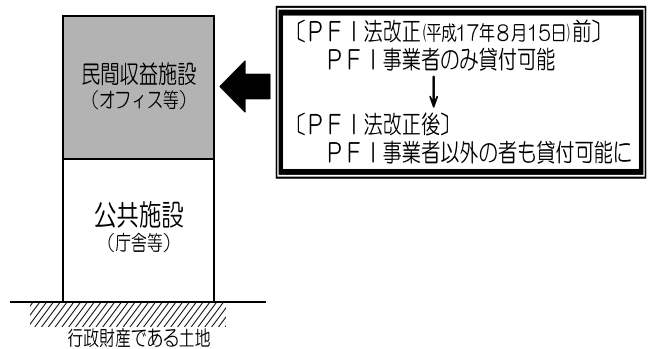 民間収益施設
（オフィス等）
公共施設
（庁舎等）
行政財産である土地
〔ＰＦＩ法改正(平成17年８月15日)前〕
ＰＦＩ事業者のみ貸付可能
〔ＰＦＩ法改正後〕
ＰＦＩ事業者以外の者も貸付可能に